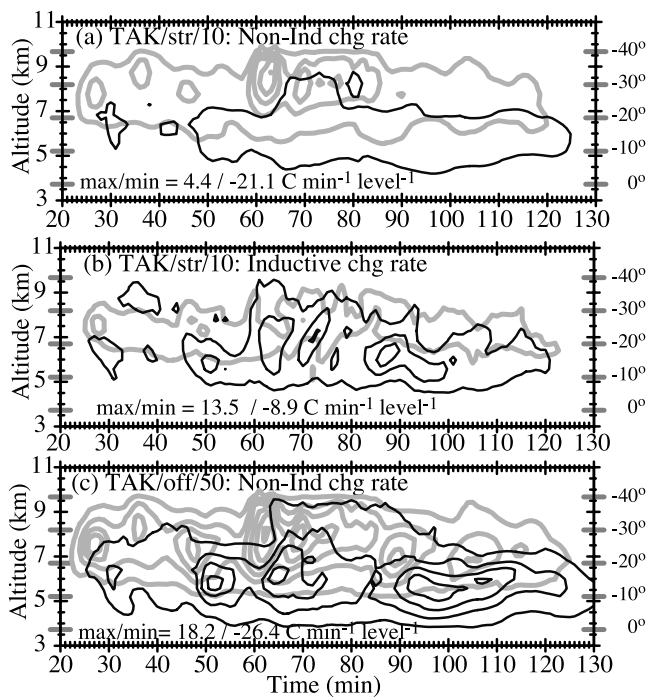 (a) TAK/str/10: Non-Ind chg rate
Altitude (km)
11
9
7
5
3
-40°
-30°
-20°
-10°
0°
max/min = 4.4 / -21.1 C min⁻¹ level⁻¹
20 30 40 50 60 70 80 90 100 110 120 130
(b) TAK/str/10: Inductive chg rate
Altitude (km)
11
9
7
5
3
-40°
-30°
-20°
-10°
0°
max/min = 13.5 / -8.9 C min⁻¹ level⁻¹
20 30 40 50 60 70 80 90 100 110 120 130
(c) TAK/off/50: Non-Ind chg rate
Altitude (km)
11
9
7
5
3
-40°
-30°
-20°
-10°
0°
max/min= 18.2 / -26.4 C min⁻¹ level⁻¹
20 30 40 50 60 70 80 90 100 110 120 130
Time (min)